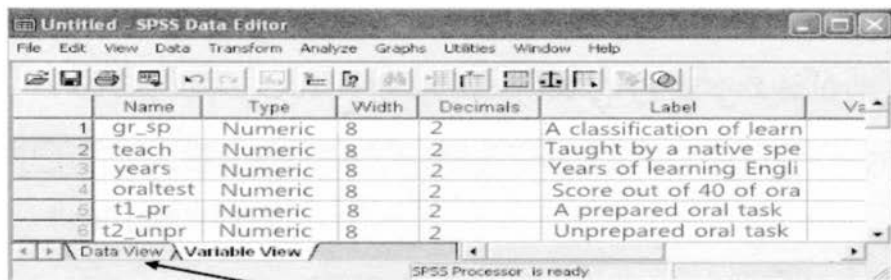 Untitled - SPSS Data Editor
File Edit View Data Transform Analyze Graphs Utilities Window Help
Name Type Width Decimals Label Va
1 gr_sp Numeric 8 2 A classification of learn
2 teach Numeric 8 2 Taught by a native spe
3 years Numeric 8 2 Years of learning Engli
4 oraltest Numeric 8 2 Score out of 40 of ora
5 t1_pr Numeric 8 2 A prepared oral task
6 t2_unpr Numeric 8 2 Unprepared oral task
Data View Variable View
SPSS Processor is ready